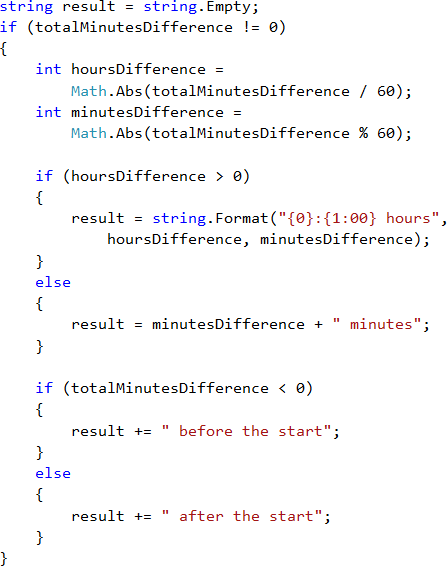 string result = string.Empty;
if (totalMinutesDifference != 0)
{
    int hoursDifference =
        Math.Abs(totalMinutesDifference / 60);
    int minutesDifference =
        Math.Abs(totalMinutesDifference % 60);

    if (hoursDifference > 0)
    {
        result = string.Format("{0}:{1:00} hours",
            hoursDifference, minutesDifference);
    }
    else
    {
        result = minutesDifference + " minutes";
    }

    if (totalMinutesDifference < 0)
    {
        result += " before the start";
    }
    else
    {
        result += " after the start";
    }
}